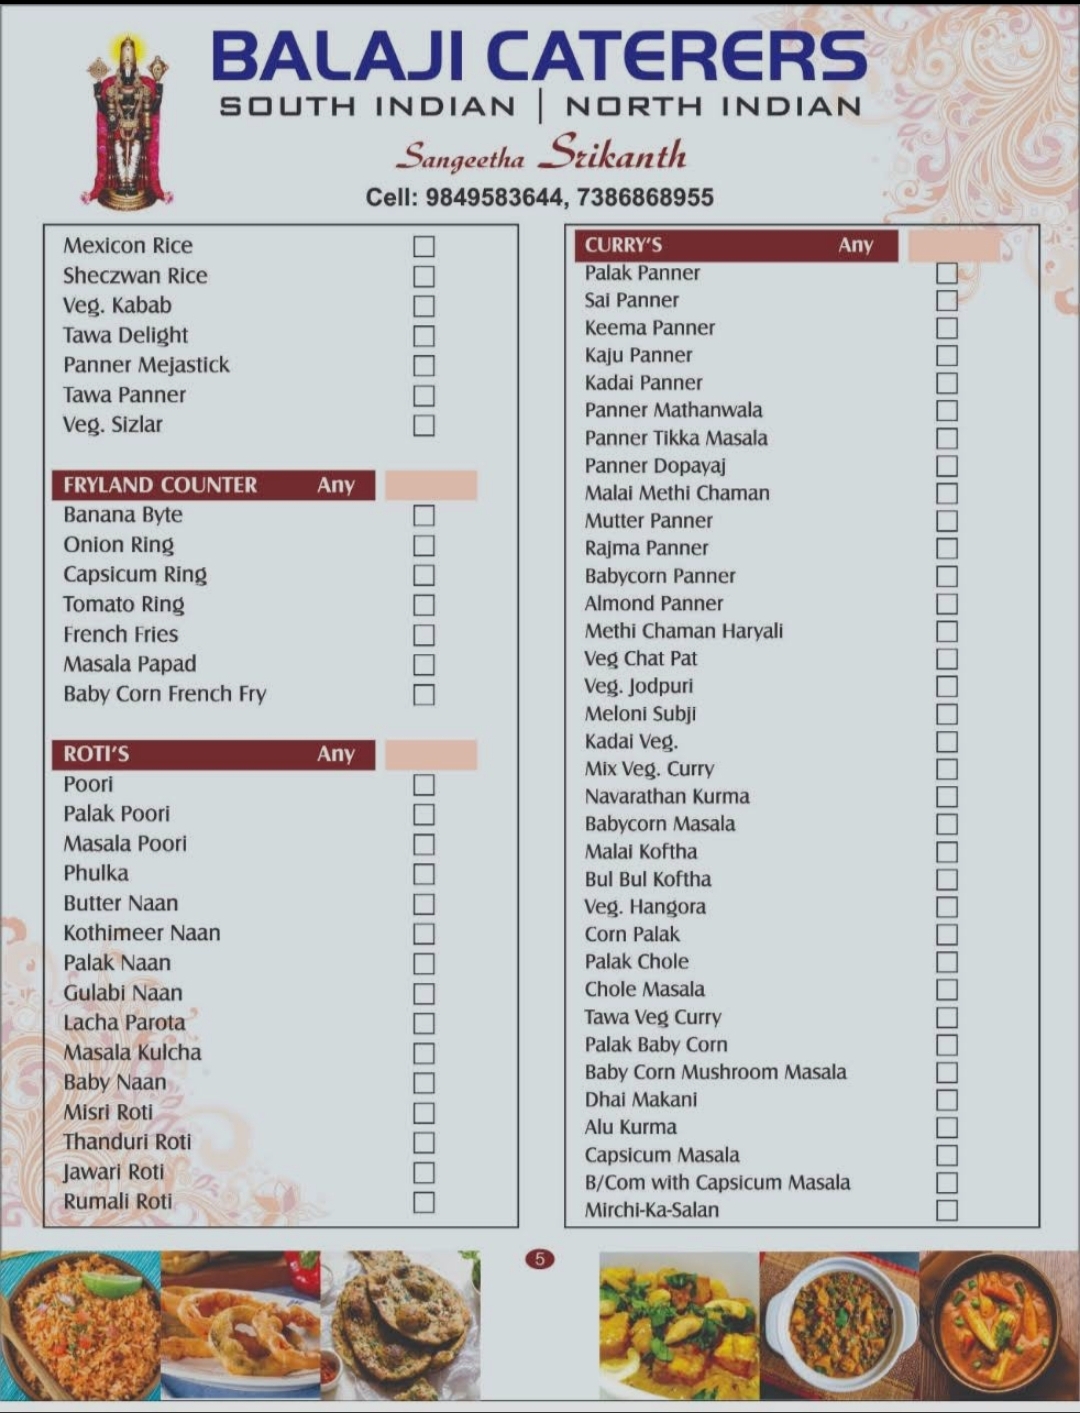 BALAJI CATERERS
SOUTH INDIAN | NORTH INDIAN
Sangeetha Srikanth
Cell: 9849583644, 7386868955
Mexicon Rice
Sheczwan Rice
Veg. Kabab
Tawa Delight
Panner Mejastick
Tawa Panner
Veg. Sizlar
FRYLAND COUNTER Any
Banana Byte
Onion Ring
Capsicum Ring
Tomato Ring
French Fries
Masala Papad
Baby Corn French Fry
ROTI'S Any
Poori
Palak Poori
Masala Poori
Phulka
Butter Naan
Kothimeer Naan
Palak Naan
Gulabi Naan
Lacha Parota
Masala Kulcha
Baby Naan
Misri Roti
Thanduri Roti
Jawari Roti
Rumali Roti
CURRY'S Any
Palak Panner
Sai Panner
Keema Panner
Kaju Panner
Kadai Panner
Panner Mathanwala
Panner Tikka Masala
Panner Dopayaj
Malai Methi Chaman
Mutter Panner
Rajma Panner
Babycorn Panner
Almond Panner
Methi Chaman Haryali
Veg Chat Pat
Veg. Jodpuri
Meloni Subji
Kadai Veg.
Mix Veg. Curry
Navarathan Kurma
Babycorn Masala
Malai Koftha
Bul Bul Koftha
Veg. Hangora
Corn Palak
Palak Chole
Chole Masala
Tawa Veg Curry
Palak Baby Corn
Baby Corn Mushroom Masala
Dhai Makani
Alu Kurma
Capsicum Masala
B/Com with Capsicum Masala
Mirchi-Ka-Salan
5